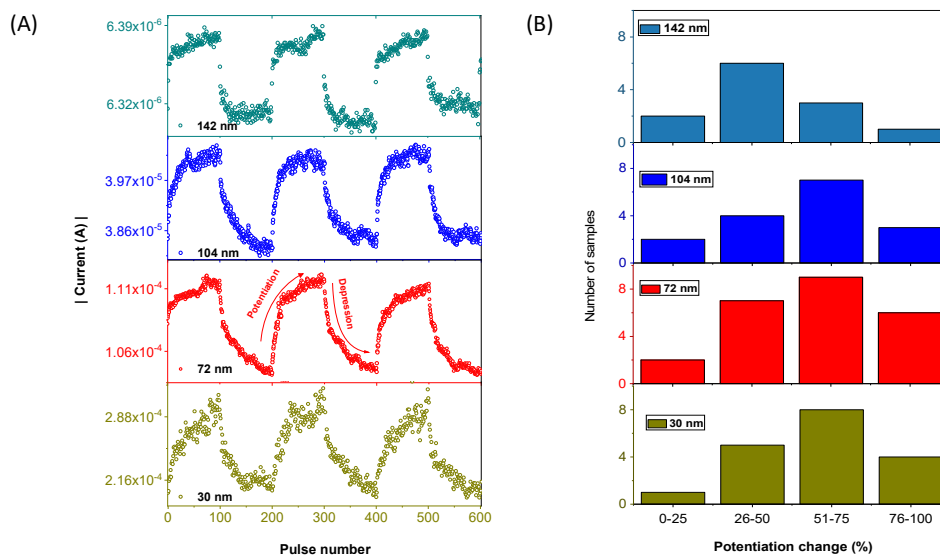 (A)
| Current (A) |
6.39x10⁻⁶
6.32x10⁻⁶
142 nm
3.97x10⁻⁵
3.86x10⁻⁵
104 nm
1.11x10⁻⁴
1.06x10⁻⁴
Potentiation
Depression
72 nm
2.88x10⁻⁴
2.16x10⁻⁴
30 nm
0 100 200 300 400 500 600
Pulse number
(B)
Number of samples
142 nm
8
4
0
104 nm
8
4
0
72 nm
8
4
0
30 nm
8
4
0
0-25 26-50 51-75 76-100
Potentiation change (%)